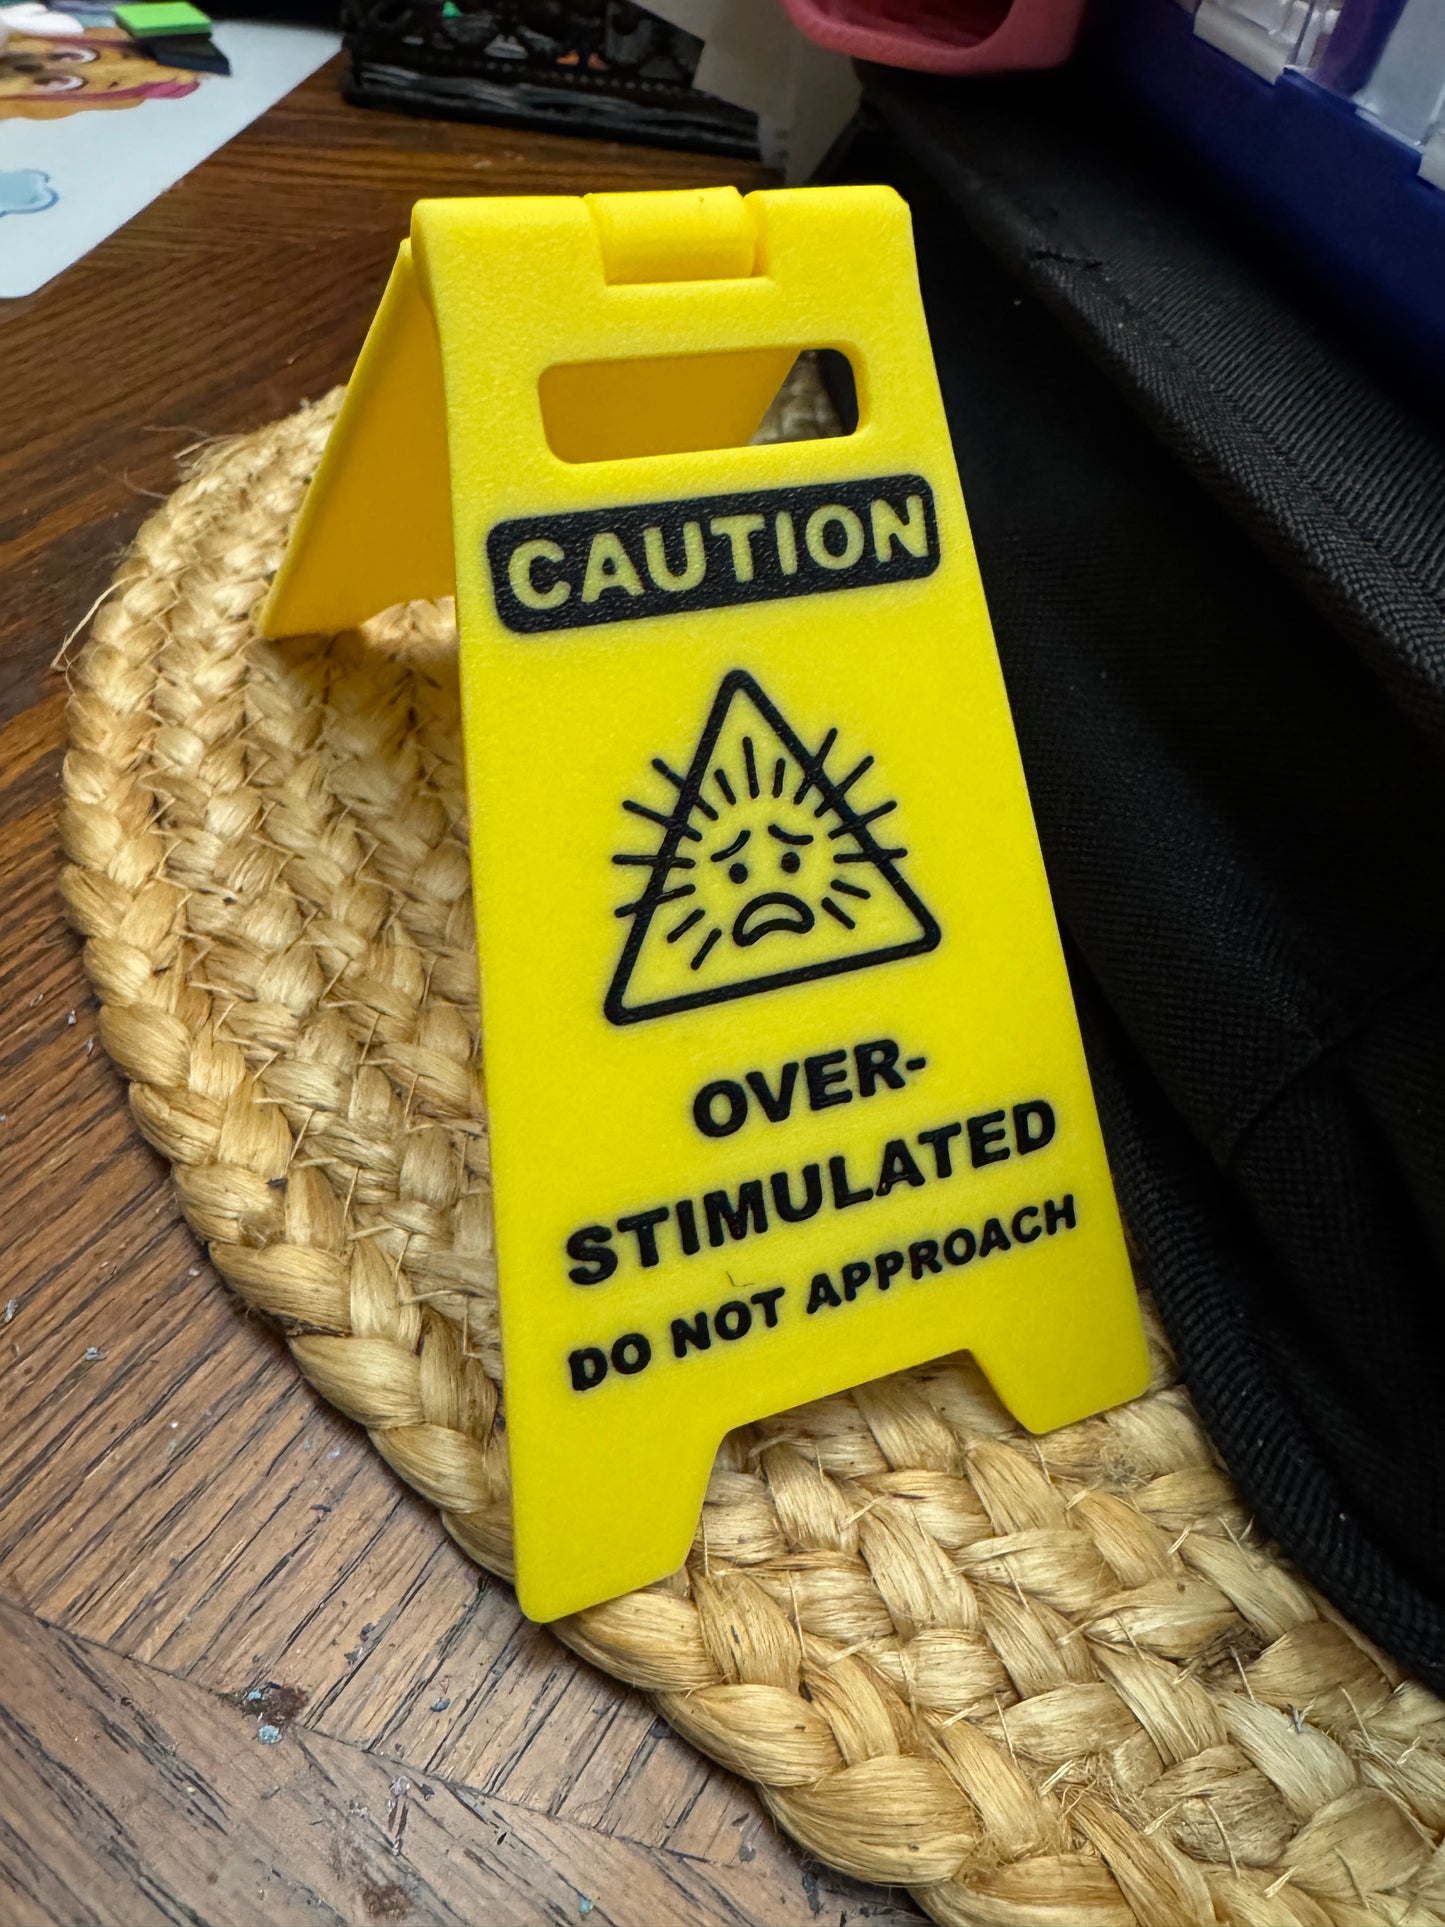 CAUTION
OVER-
STIMULATED
DO NOT APPROACH